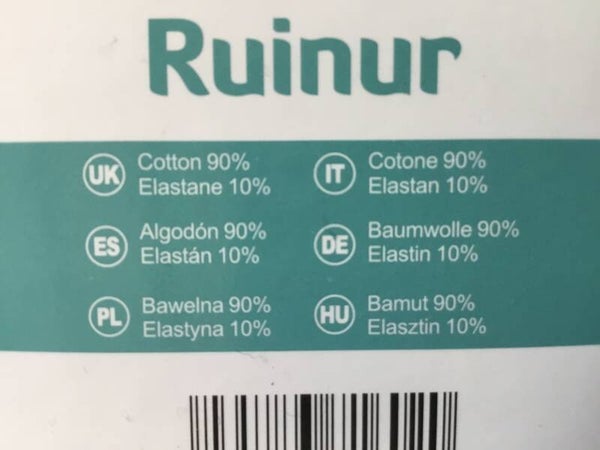 Ruinur
UK Cotton 90%
Elastane 10%
IT Cotone 90%
Elastan 10%
ES Algodón 90%
Elastán 10%
DE Baumwolle 90%
Elastin 10%
PL Bawelna 90%
Elastyna 10%
HU Bamut 90%
Elasztin 10%